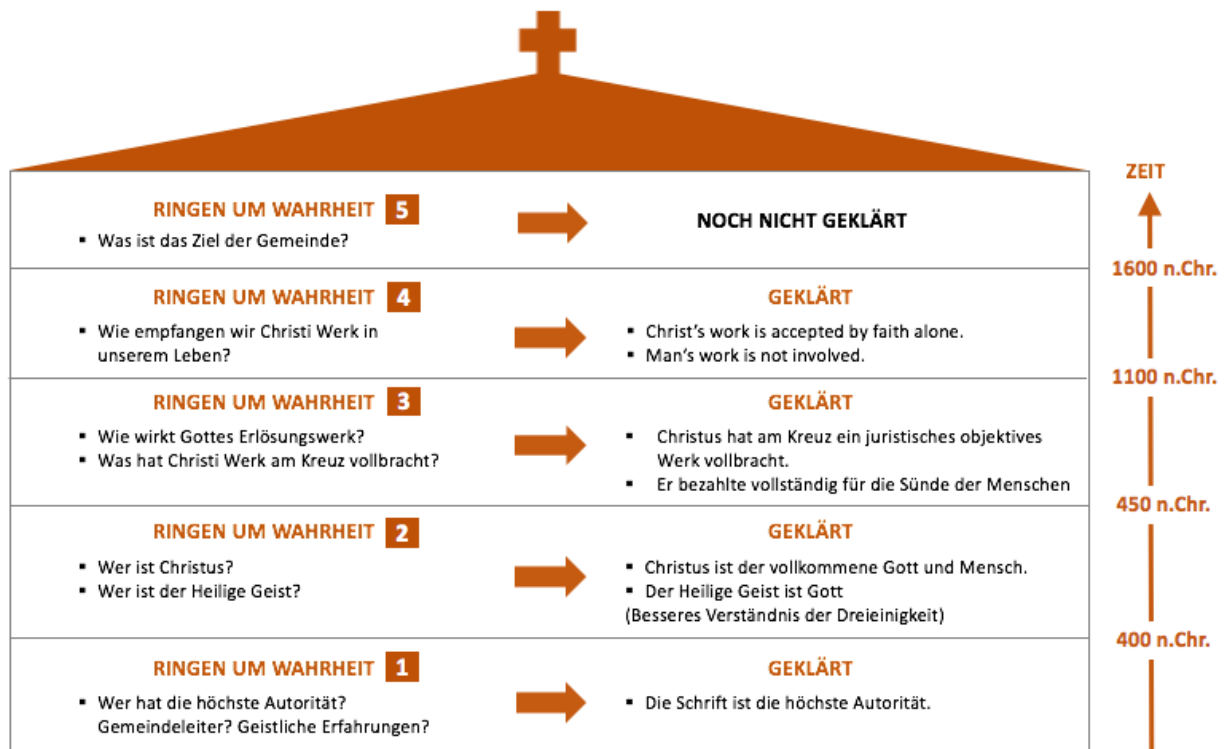 ZEIT
RINGEN UM WAHRHEIT 5
▪ Was ist das Ziel der Gemeinde?
NOCH NICHT GEKLÄRT
1600 n.Chr.
RINGEN UM WAHRHEIT 4
▪ Wie empfangen wir Christi Werk in
unserem Leben?
GEKLÄRT
▪ Christ's work is accepted by faith alone.
▪ Man's work is not involved.
1100 n.Chr.
RINGEN UM WAHRHEIT 3
▪ Wie wirkt Gottes Erlösungswerk?
▪ Was hat Christi Werk am Kreuz vollbracht?
GEKLÄRT
▪ Christus hat am Kreuz ein juristisches objektives
Werk vollbracht.
▪ Er bezahlte vollständig für die Sünde der Menschen
450 n.Chr.
RINGEN UM WAHRHEIT 2
▪ Wer ist Christus?
▪ Wer ist der Heilige Geist?
GEKLÄRT
▪ Christus ist der vollkommene Gott und Mensch.
▪ Der Heilige Geist ist Gott
(Besseres Verständnis der Dreieinigkeit)
400 n.Chr.
RINGEN UM WAHRHEIT 1
▪ Wer hat die höchste Autorität?
Gemeindeleiter? Geistliche Erfahrungen?
GEKLÄRT
▪ Die Schrift ist die höchste Autorität.